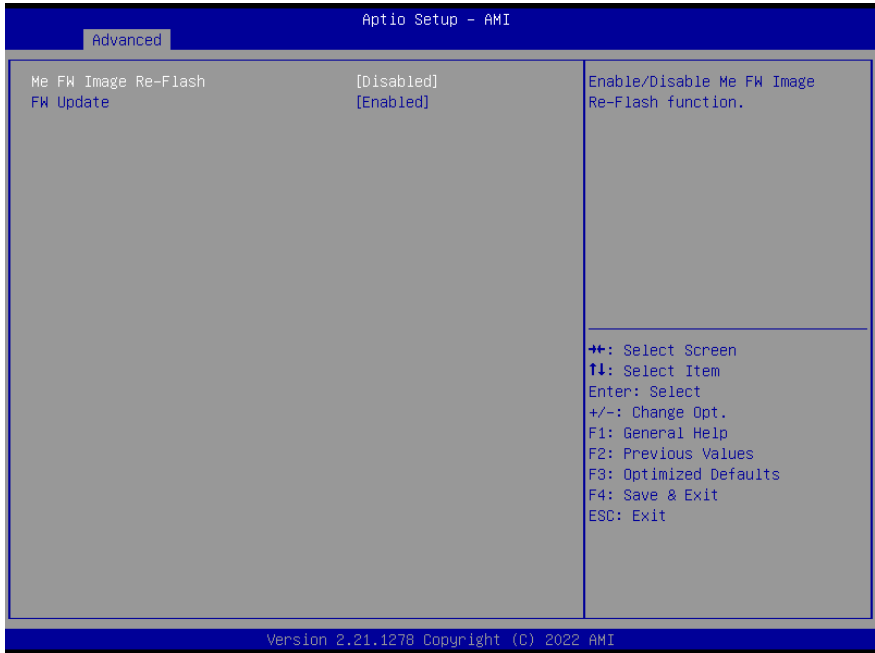 Aptio Setup – AMI
Advanced
Me FW Image Re-Flash [Disabled]
FW Update [Enabled]
Enable/Disable Me FW Image
Re-Flash function.
→←: Select Screen
↑↓: Select Item
Enter: Select
+/-: Change Opt.
F1: General Help
F2: Previous Values
F3: Optimized Defaults
F4: Save & Exit
ESC: Exit
Version 2.21.1278 Copyright (C) 2022 AMI